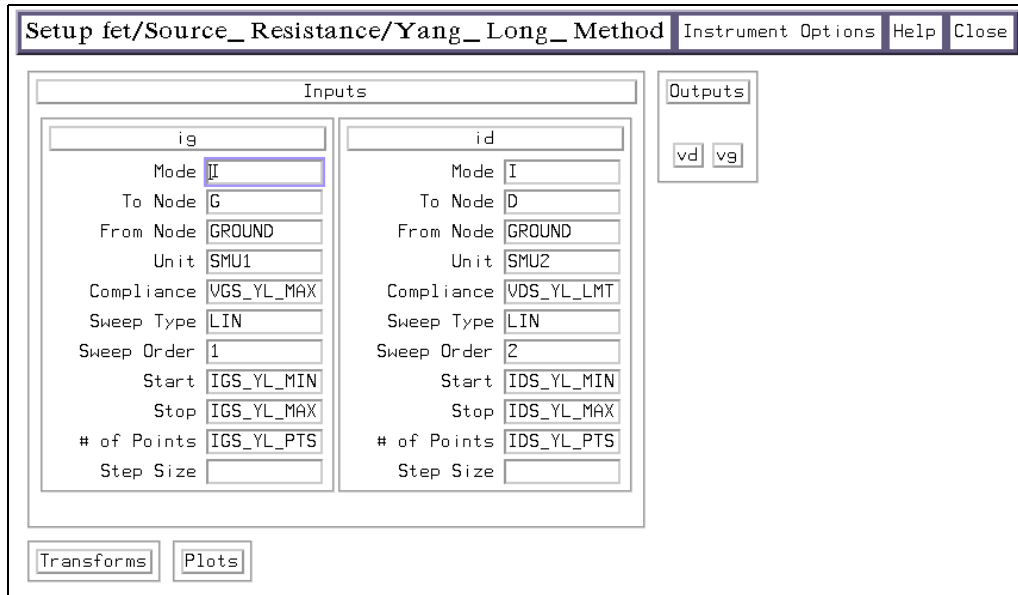 Setup fet/Source_Resistance/Yang_Long_Method Instrument Options Help Close
Inputs
Outputs
ig
id
vd vg
Mode I
Mode I
To Node G
To Node D
From Node GROUND
From Node GROUND
Unit SMU1
Unit SMU2
Compliance VGS_YL_MAX
Compliance VDS_YL_LMT
Sweep Type LIN
Sweep Type LIN
Sweep Order 1
Sweep Order 2
Start IGS_YL_MIN
Start IDS_YL_MIN
Stop IGS_YL_MAX
Stop IDS_YL_MAX
# of Points IGS_YL_PTS
# of Points IDS_YL_PTS
Step Size
Step Size
Transforms Plots